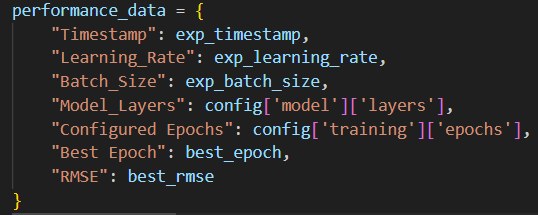 performance_data = {
    "Timestamp": exp_timestamp,
    "Learning_Rate": exp_learning_rate,
    "Batch_Size": exp_batch_size,
    "Model_Layers": config['model']['layers'],
    "Configured Epochs": config['training']['epochs'],
    "Best Epoch": best_epoch,
    "RMSE": best_rmse
}